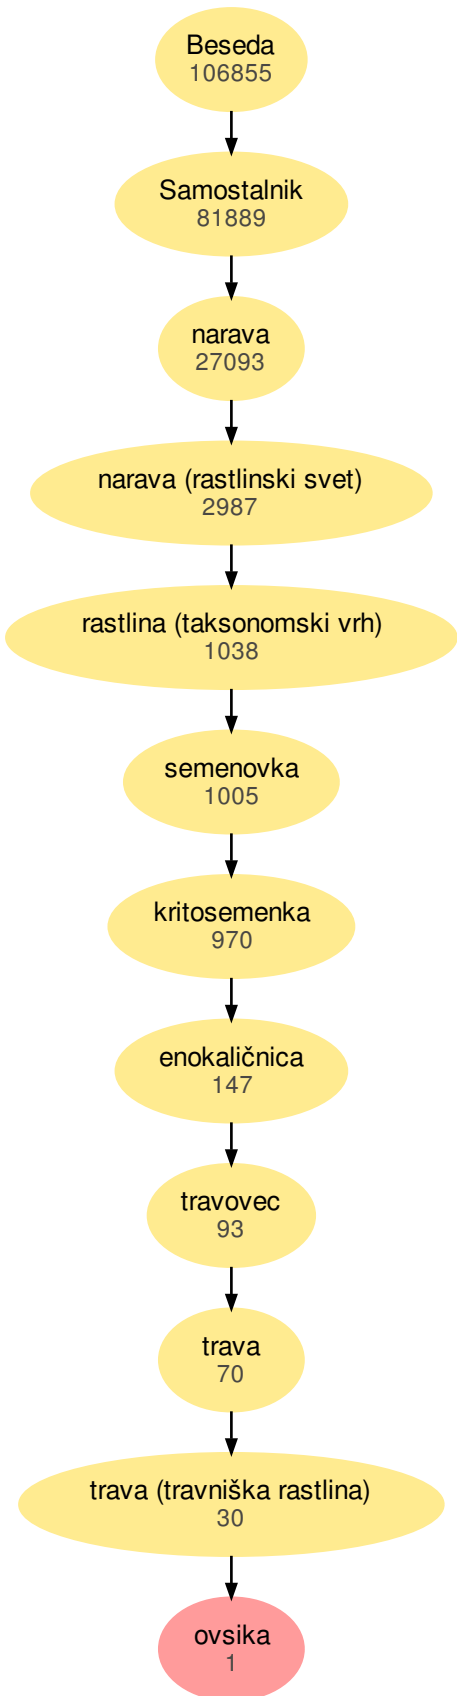 Beseda
106855
Samostalnik
81889
narava
27093
narava (rastlinski svet)
2987
rastlina (taksonomski vrh)
1038
semenovka
1005
kritosemenka
970
enokaličnica
147
travovec
93
trava
70
trava (travniška rastlina)
30
ovsika
1